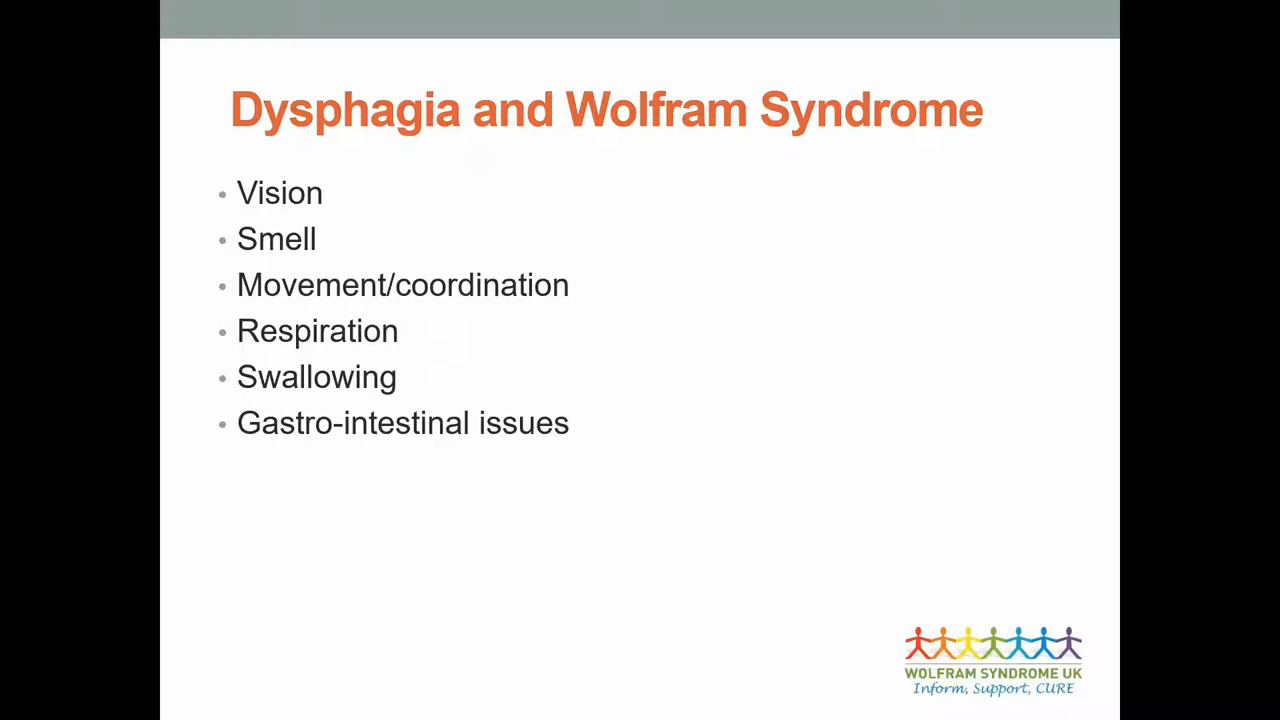 Dysphagia and Wolfram Syndrome
• Vision
• Smell
• Movement/coordination
• Respiration
• Swallowing
• Gastro-intestinal issues
WOLFRAM SYNDROME UK
Inform, Support, CURE